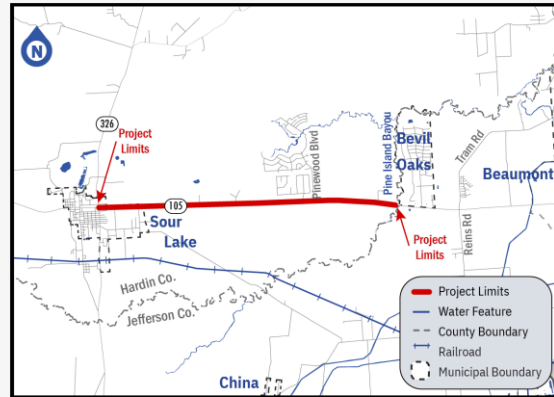 N
326
Project
Limits
Pinewood Blvd
Pine Island Bayou
Bevil
Oaks
Tram Rd
Beaumont
105
Sour
Lake
Project
Limits
Reins Rd
Hardin Co.
Jefferson Co.
China
Project Limits
Water Feature
County Boundary
Railroad
Municipal Boundary